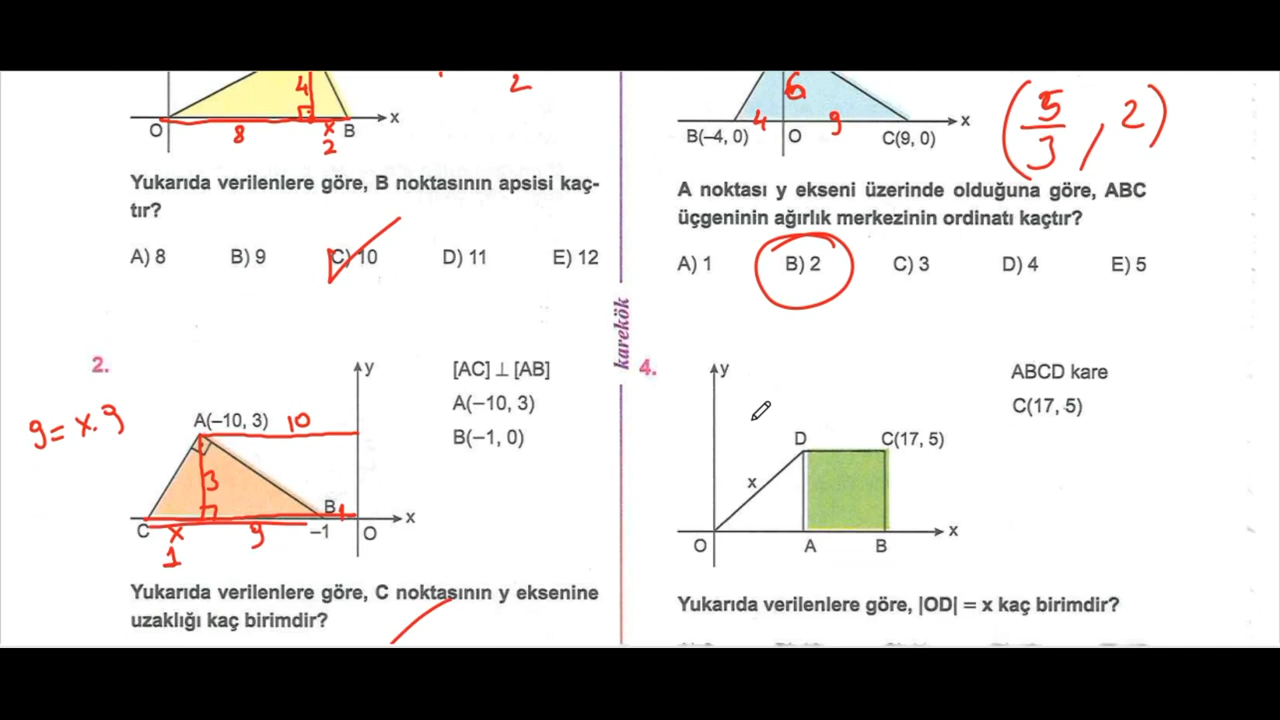 4
2
8
x
2
O
B
x
Yukarıda verilenlere göre, B noktasının apsisi kaç-
tır?
A) 8 B) 9 C) 10 D) 11 E) 12
6
4
9
B(–4, 0) O C(9, 0)
x
(5/3, 2)
A noktası y ekseni üzerinde olduğuna göre, ABC
üçgeninin ağırlık merkezinin ordinatı kaçtır?
A) 1 B) 2 C) 3 D) 4 E) 5
karekök
2.
y
[AC] ⊥ [AB]
A(–10, 3)
B(–1, 0)
9 = x.9
A(–10, 3) 10
3
B 1
C x 9 –1 O x
1
Yukarıda verilenlere göre, C noktasının y eksenine
uzaklığı kaç birimdir?
4.
y
ABCD kare
C(17, 5)
D C(17, 5)
x
O A B x
Yukarıda verilenlere göre, |OD| = x kaç birimdir?